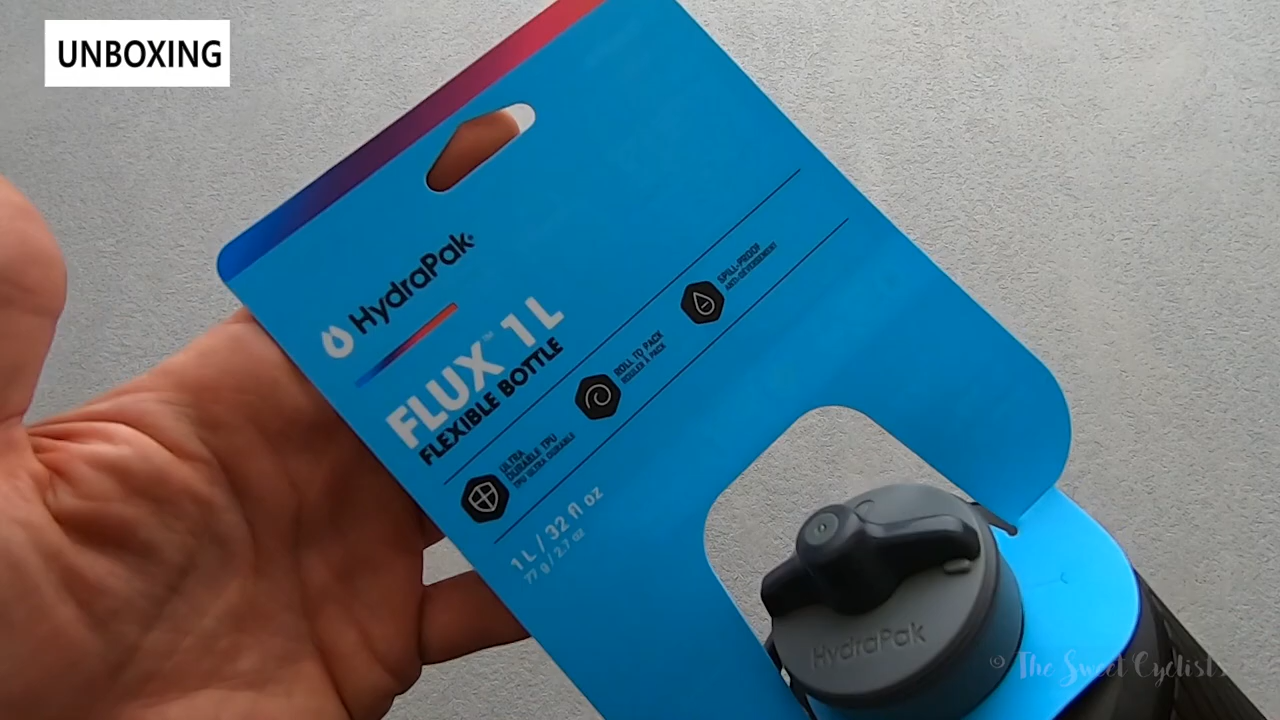 UNBOXING
HydraPak
FLUX™ 1 L
FLEXIBLE BOTTLE
ULTRA
DURABLE TPU
TPU ULTRA DURABLE
ROLL TO PACK
ROULER À PACK
SPILL-PROOF
ANTI-DÉVERSEMENT
1 L / 32 fl oz
77 g / 2.7 oz
HydraPak
© The Sweet Cyclists